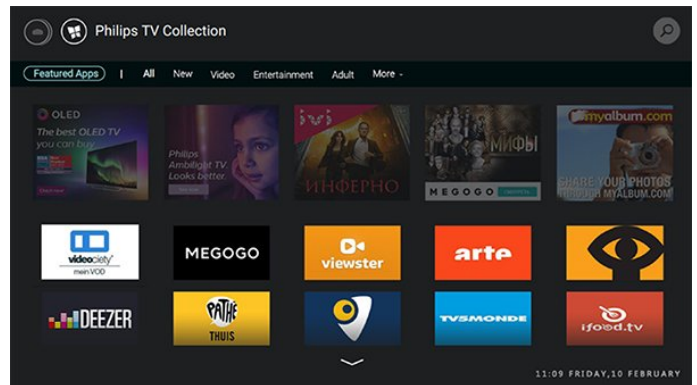 Philips TV Collection
Featured Apps | All New Video Entertainment Adult More
OLED
The best OLED TV
you can buy
Philips
Ambilight TV.
Looks better.
ivi
ИНФЕРНО
МИФЫ
MEGOGO
myalbum.com
SHARE YOUR PHOTOS
THROUGH MYALBUM.COM
videociety
mein VOD
MEGOGO
viewster
arte
DEEZER
PATHÉ
THUIS
TV5MONDE
ifood.tv
11:09 FRIDAY,10 FEBRUARY